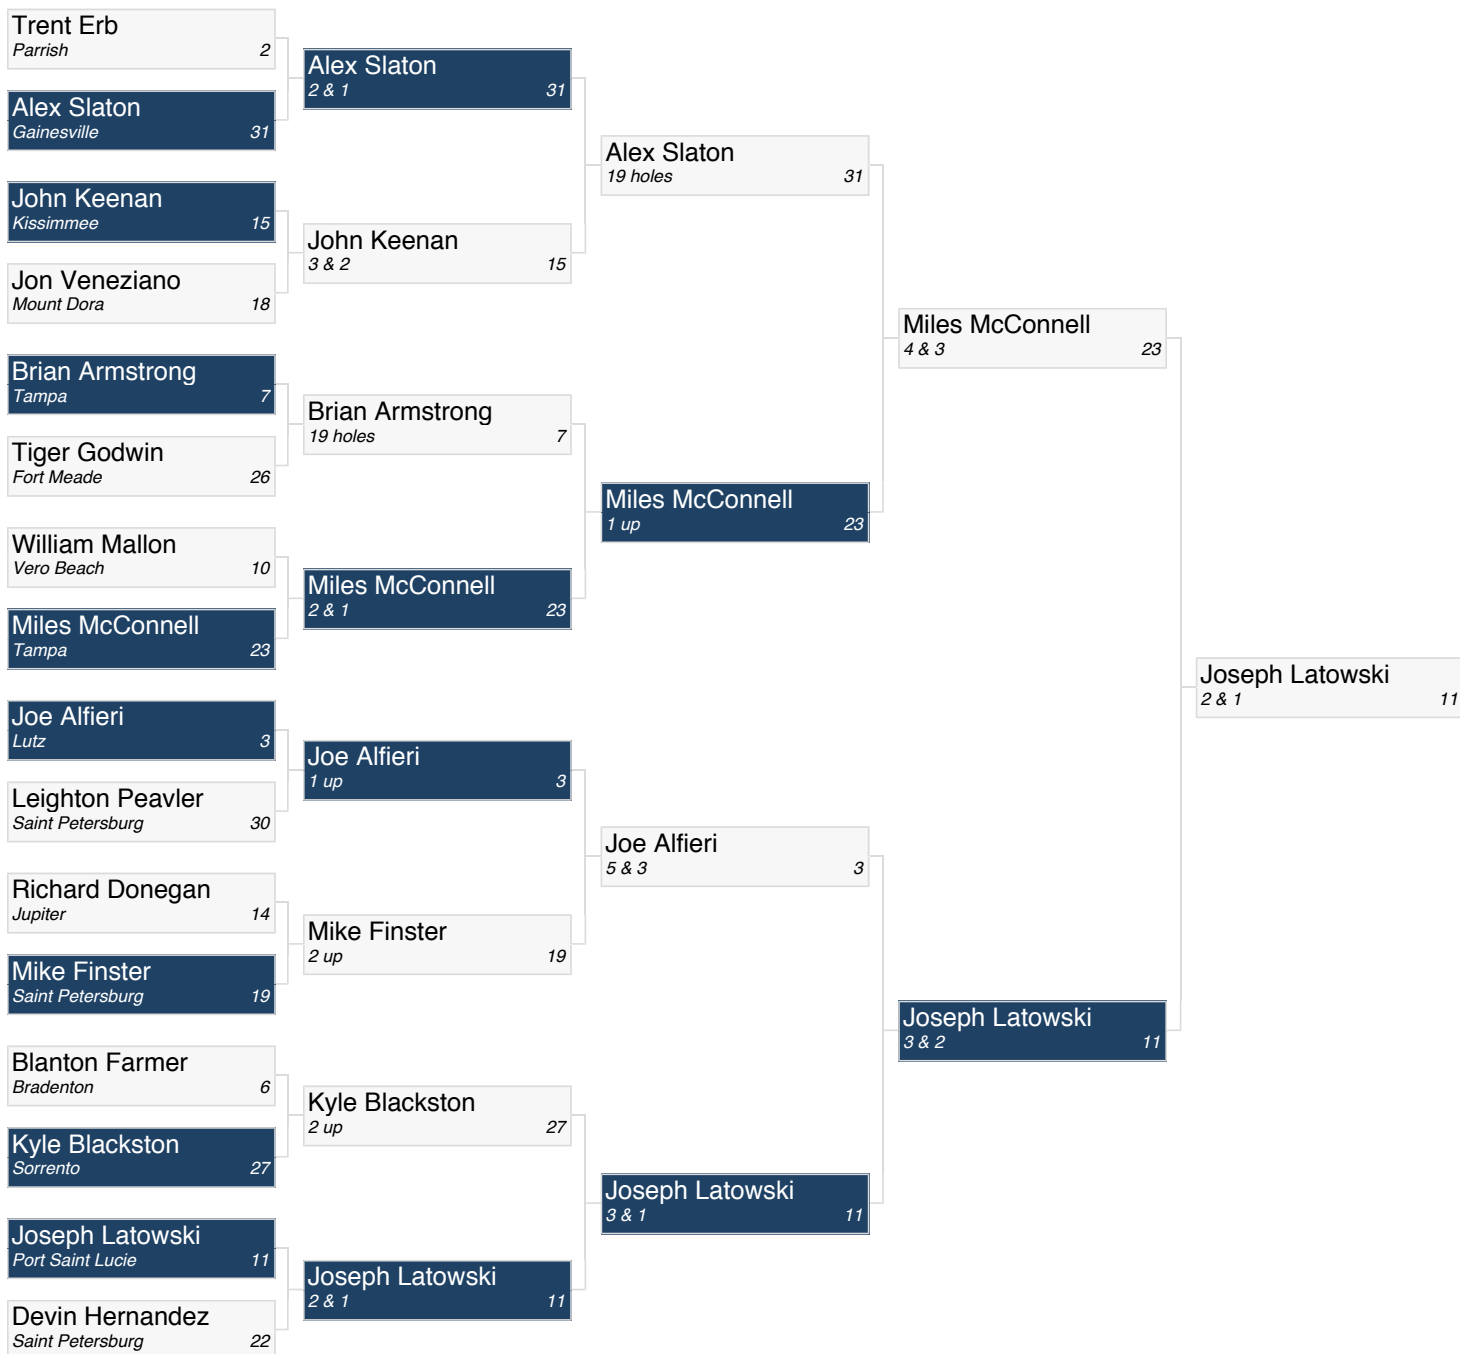 Trent Erb
Parrish 2
Alex Slaton
Gainesville 31
John Keenan
Kissimmee 15
Jon Veneziano
Mount Dora 18
Brian Armstrong
Tampa 7
Tiger Godwin
Fort Meade 26
William Mallon
Vero Beach 10
Miles McConnell
Tampa 23
Joe Alfieri
Lutz 3
Leighton Peavler
Saint Petersburg 30
Richard Donegan
Jupiter 14
Mike Finster
Saint Petersburg 19
Blanton Farmer
Bradenton 6
Kyle Blackston
Sorrento 27
Joseph Latowski
Port Saint Lucie 11
Devin Hernandez
Saint Petersburg 22
Alex Slaton
2 & 1 31
John Keenan
3 & 2 15
Brian Armstrong
19 holes 7
Miles McConnell
2 & 1 23
Joe Alfieri
1 up 3
Mike Finster
2 up 19
Kyle Blackston
2 up 27
Joseph Latowski
2 & 1 11
Alex Slaton
19 holes 31
Miles McConnell
1 up 23
Joe Alfieri
5 & 3 3
Joseph Latowski
3 & 1 11
Miles McConnell
4 & 3 23
Joseph Latowski
3 & 2 11
Joseph Latowski
2 & 1 11